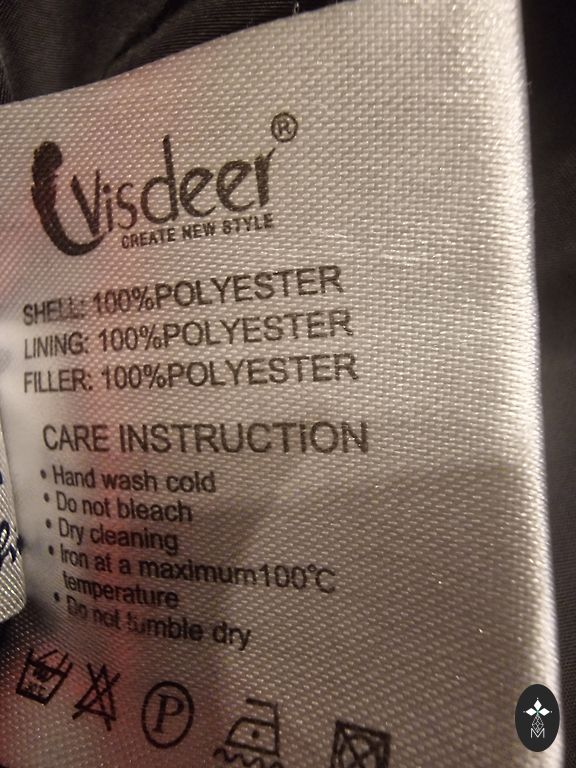 Visdeer®
CREATE NEW STYLE
SHELL: 100%POLYESTER
LINING: 100%POLYESTER
FILLER: 100%POLYESTER
CARE INSTRUCTION
• Hand wash cold
• Do not bleach
• Dry cleaning
• Iron at a maximum100℃
temperature
• Do not tumble dry
P
M